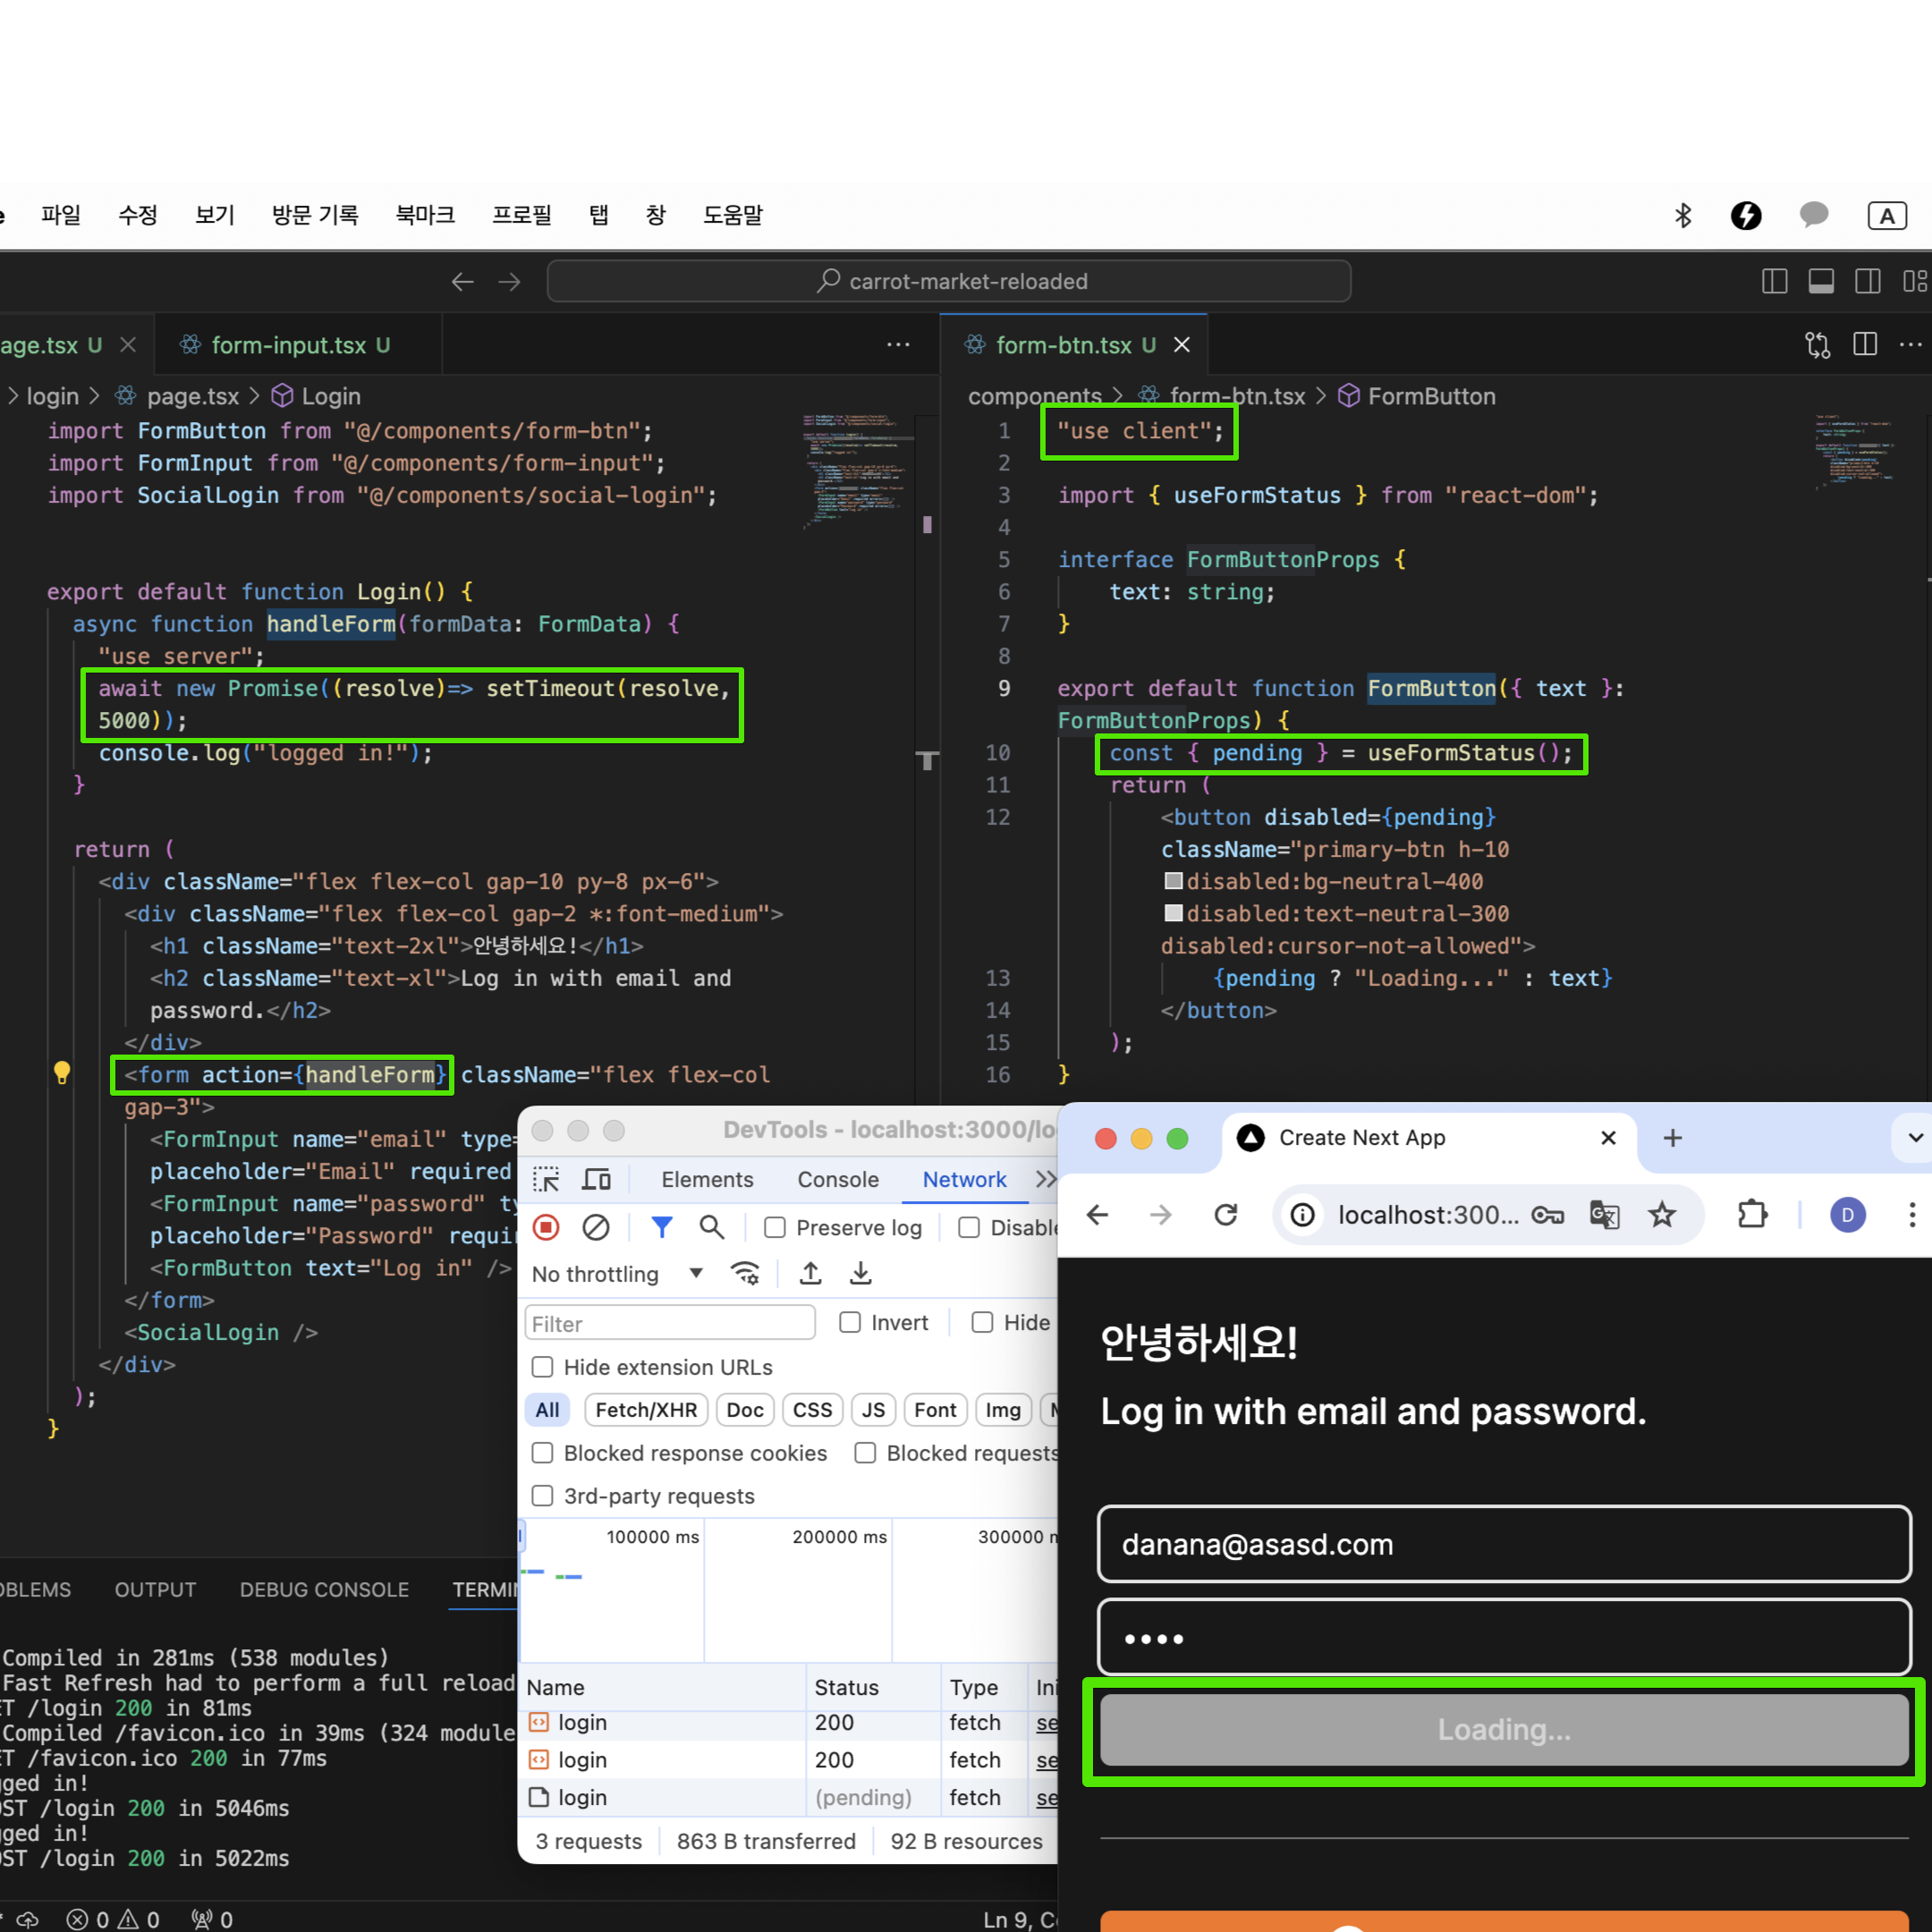 파일 수정 보기 방문 기록 북마크 프로필 탭 창 도움말 A
carrot-market-reloaded
age.tsx U form-input.tsx U ...
login > page.tsx > Login
import FormButton from "@/components/form-btn";
import FormInput from "@/components/form-input";
import SocialLogin from "@/components/social-login";
export default function Login() {
async function handleForm(formData: FormData) {
"use server";
await new Promise((resolve)=> setTimeout(resolve,
5000));
console.log("logged in!");
}
return (
<div className="flex flex-col gap-10 py-8 px-6">
<div className="flex flex-col gap-2 *:font-medium">
<h1 className="text-2xl">안녕하세요!</h1>
<h2 className="text-xl">Log in with email and
password.</h2>
</div>
<form action={handleForm} className="flex flex-col
gap-3">
<FormInput name="email" type=
placeholder="Email" required
<FormInput name="password" ty
placeholder="Password" requi
<FormButton text="Log in" />
</form>
<SocialLogin />
</div>
);
}
form-btn.tsx U
components > form-btn.tsx > FormButton
1 "use client";
2
3 import { useFormStatus } from "react-dom";
4
5 interface FormButtonProps {
6 text: string;
7 }
8
9 export default function FormButton({ text }:
FormButtonProps) {
10 const { pending } = useFormStatus();
11 return (
12 <button disabled={pending}
className="primary-btn h-10
disabled:bg-neutral-400
disabled:text-neutral-300
disabled:cursor-not-allowed">
13 {pending ? "Loading..." : text}
14 </button>
15 );
16 }
OBLEMS OUTPUT DEBUG CONSOLE TERMIN
Compiled in 281ms (538 modules)
Fast Refresh had to perform a full reload
ET /login 200 in 81ms
Compiled /favicon.ico in 39ms (324 module
ET /favicon.ico 200 in 77ms
gged in!
OST /login 200 in 5046ms
gged in!
OST /login 200 in 5022ms
0 0 0
Ln 9, C
DevTools - localhost:3000/lo
Elements Console Network
Preserve log Disable
No throttling
Filter Invert Hide
Hide extension URLs
All Fetch/XHR Doc CSS JS Font Img
Blocked response cookies Blocked requests
3rd-party requests
100000 ms 200000 ms 300000 m
Name Status Type Ini
login 200 fetch se
login 200 fetch se
login (pending) fetch se
3 requests 863 B transferred 92 B resources
Create Next App
localhost:300... D
안녕하세요!
Log in with email and password.
danana@asasd.com
••••
Loading...